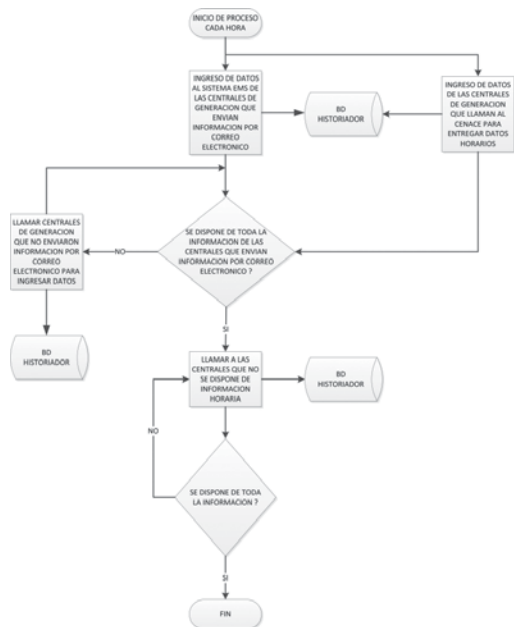 INICIO DE PROCESO
CADA HORA
INGRESO DE DATOS
AL SISTEMA EMS DE
LAS CENTRALES DE
GENERACION QUE
ENVIAN
INFORMACION POR
CORREO
ELECTRONICO
BD
HISTORIADOR
INGRESO DE DATOS
DE LAS CENTRALES
DE GENERACION
QUE LLAMAN AL
CENACE PARA
ENTREGAR DATOS
HORARIOS
LLAMAR CENTRALES
DE GENERACION
QUE NO ENVIARON
INFORMACION POR
CORREO
ELECTRONICO PARA
INGRESAR DATOS
NO
SE DISPONE DE TODA LA
INFORMACION DE LAS
CENTRALES QUE ENVIAN
INFORMACION POR CORREO
ELECTRONICO ?
BD
HISTORIADOR
SI
LLAMAR A LAS
CENTRALES QUE NO
SE DISPONE DE
INFORMACION
HORARIA
BD
HISTORIADOR
NO
SE DISPONE DE TODA
LA INFORMACIÓN ?
SI
FIN